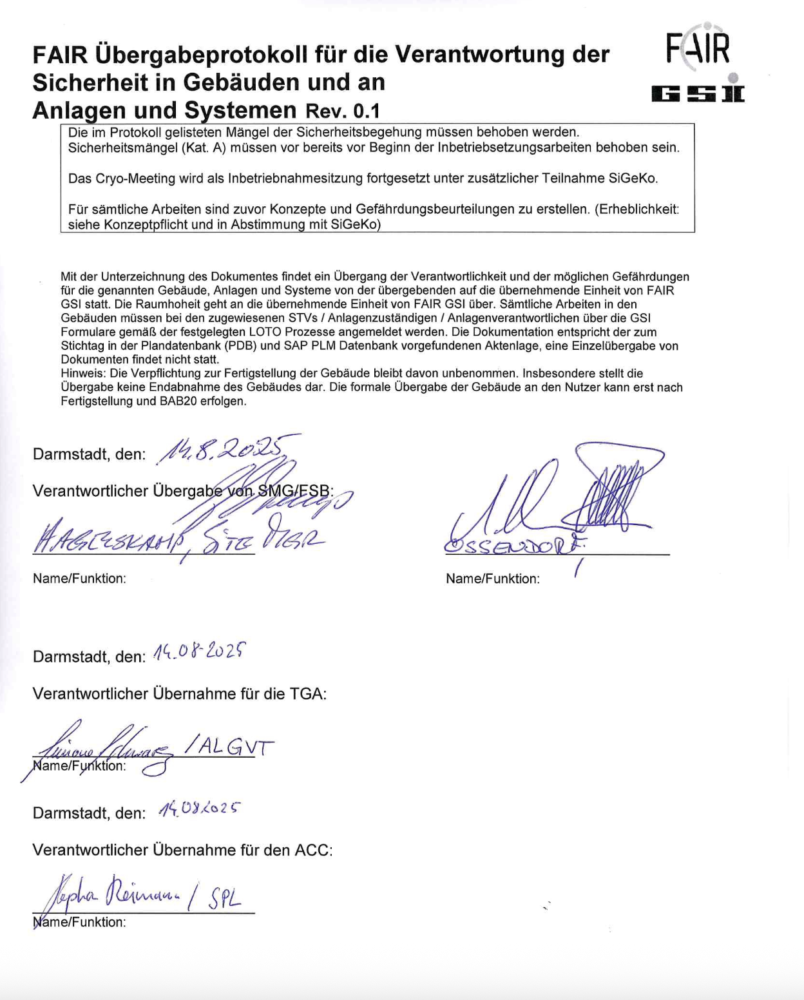 FAIR Übergabeprotokoll für die Verantwortung der
Sicherheit in Gebäuden und an
Anlagen und Systemen Rev. 0.1
FAIR
GSI
Die im Protokoll gelisteten Mängel der Sicherheitsbegehung müssen behoben werden.
Sicherheitsmängel (Kat. A) müssen vor bereits vor Beginn der Inbetriebsetzungsarbeiten behoben sein.
Das Cryo-Meeting wird als Inbetriebnahmesitzung fortgesetzt unter zusätzlicher Teilnahme SiGeKo.
Für sämtliche Arbeiten sind zuvor Konzepte und Gefährdungsbeurteilungen zu erstellen. (Erheblichkeit:
siehe Konzeptpflicht und in Abstimmung mit SiGeKo)
Mit der Unterzeichnung des Dokumentes findet ein Übergang der Verantwortlichkeit und der möglichen Gefährdungen
für die genannten Gebäude, Anlagen und Systeme von der übergebenden auf die übernehmende Einheit von FAIR
GSI statt. Die Raumhoheit geht an die übernehmende Einheit von FAIR GSI über. Sämtliche Arbeiten in den
Gebäuden müssen bei den zugewiesenen STVs / Anlagenzuständigen / Anlagenverantwortlichen über die GSI
Formulare gemäß der festgelegten LOTO Prozesse angemeldet werden. Die Dokumentation entspricht der zum
Stichtag in der Plandatenbank (PDB) und SAP PLM Datenbank vorgefundenen Aktenlage, eine Einzelübergabe von
Dokumenten findet nicht statt.
Hinweis: Die Verpflichtung zur Fertigstellung der Gebäude bleibt davon unbenommen. Insbesondere stellt die
Übergabe keine Endabnahme des Gebäudes dar. Die formale Übergabe der Gebäude an den Nutzer kann erst nach
Fertigstellung und BAB20 erfolgen.
Darmstadt, den: 14.8.2025
Verantwortlicher Übergabe von SMG/FSB:
HAGELSKAMP, SITE MGR
OSSENDORF
Name/Funktion:
Name/Funktion:
Darmstadt, den: 14.08.2025
Verantwortlicher Übernahme für die TGA:
Simone Schwarz /ALGVT
Name/Funktion:
Darmstadt, den: 14.08.2025
Verantwortlicher Übernahme für den ACC:
Reimann / SPL
Name/Funktion: